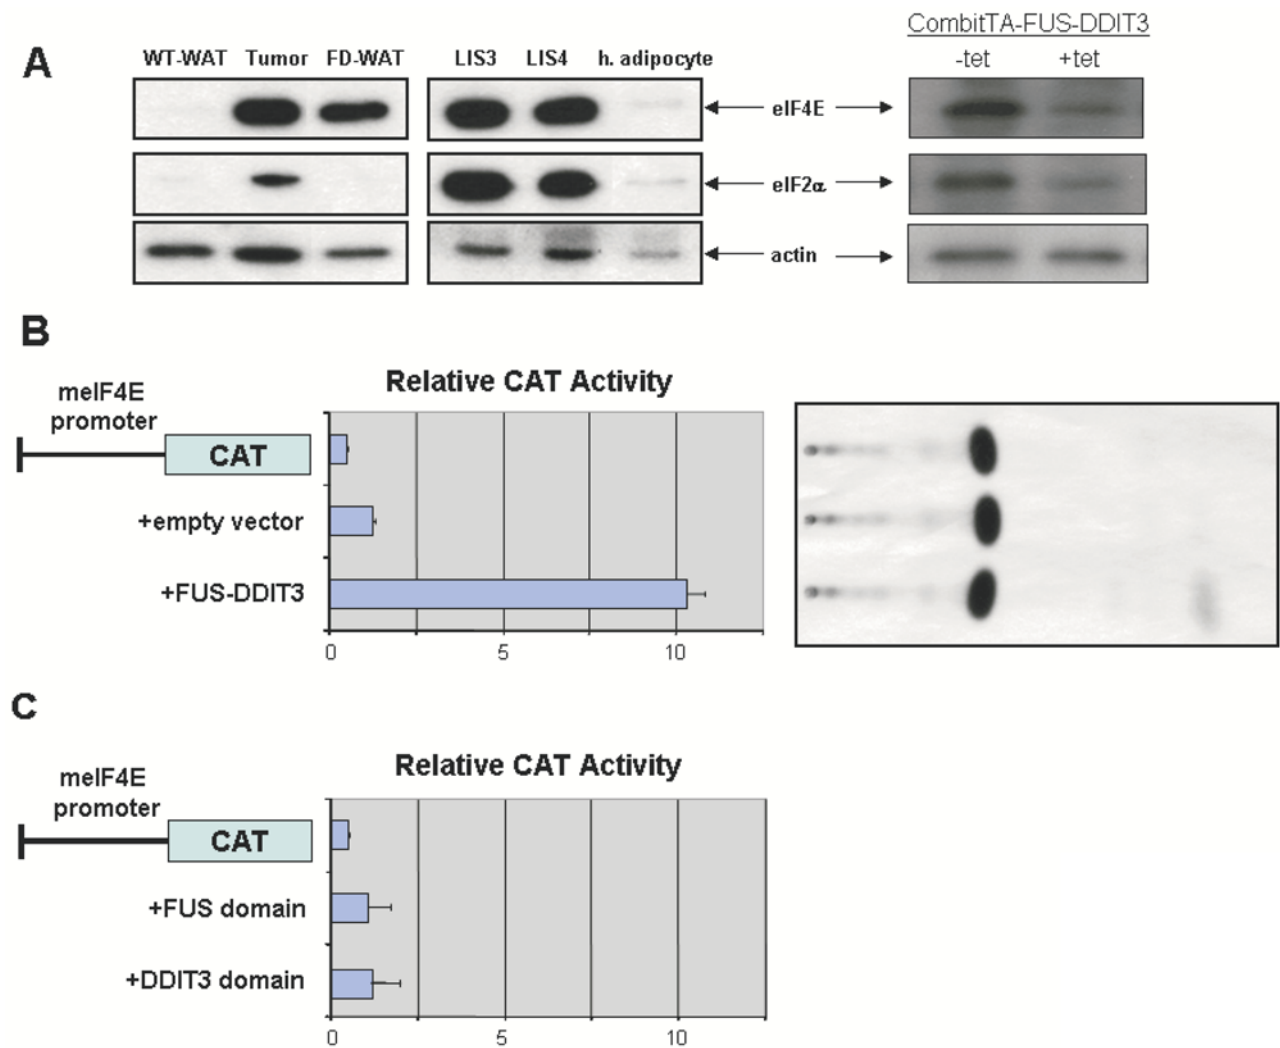 CombitTA-FUS-DDIT3
A
WT-WAT Tumor FD-WAT LIS3 LIS4 h. adipocyte -tet +tet
eIF4E
eIF2α
actin
B
Relative CAT Activity
meIF4E
promoter
CAT
+empty vector
+FUS-DDIT3
0 5 10
C
Relative CAT Activity
meIF4E
promoter
CAT
+FUS domain
+DDIT3 domain
0 5 10